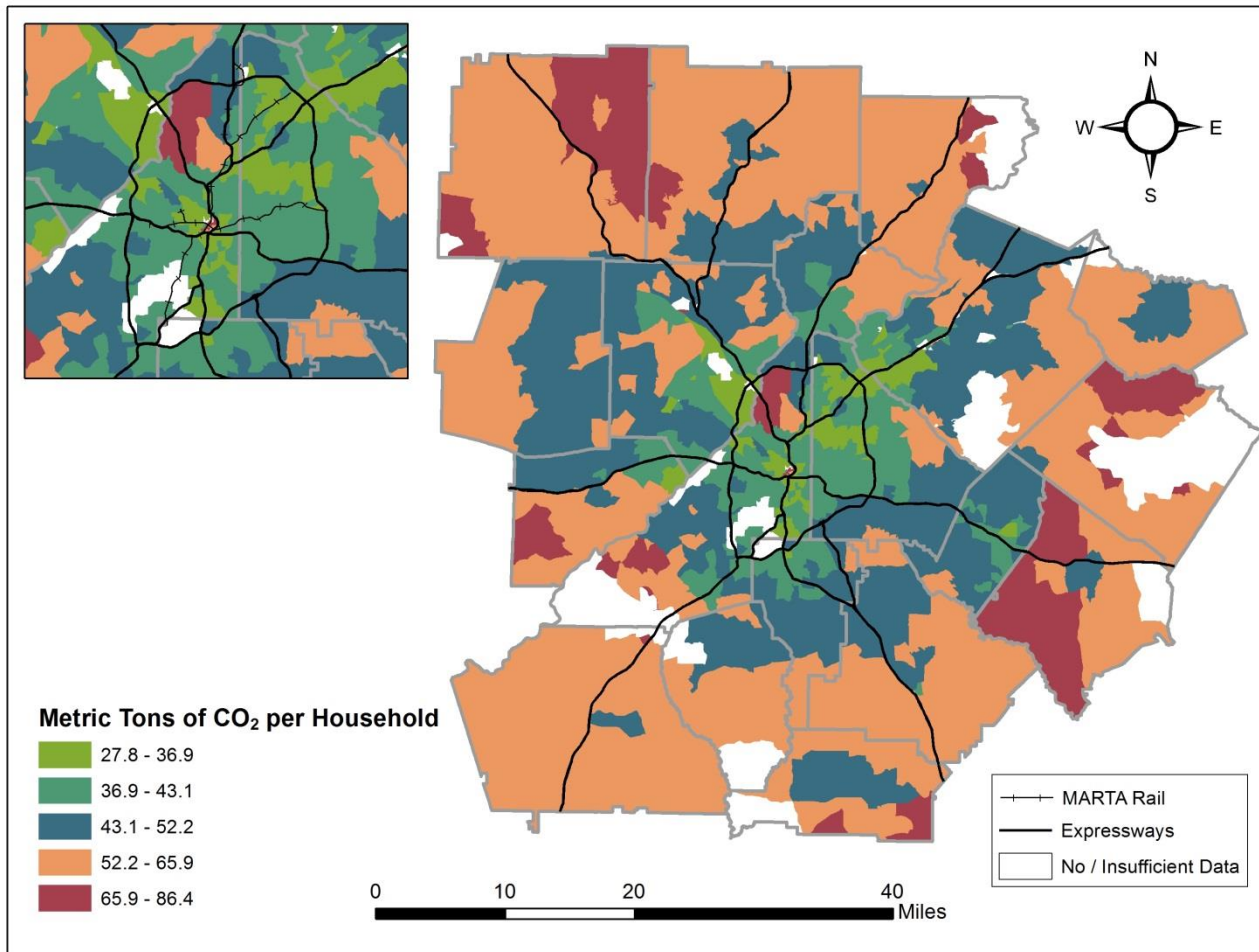 N
W E
S
Metric Tons of CO₂ per Household
27.8 - 36.9
36.9 - 43.1
43.1 - 52.2
52.2 - 65.9
65.9 - 86.4
0 10 20 40
Miles
MARTA Rail
Expressways
No / Insufficient Data